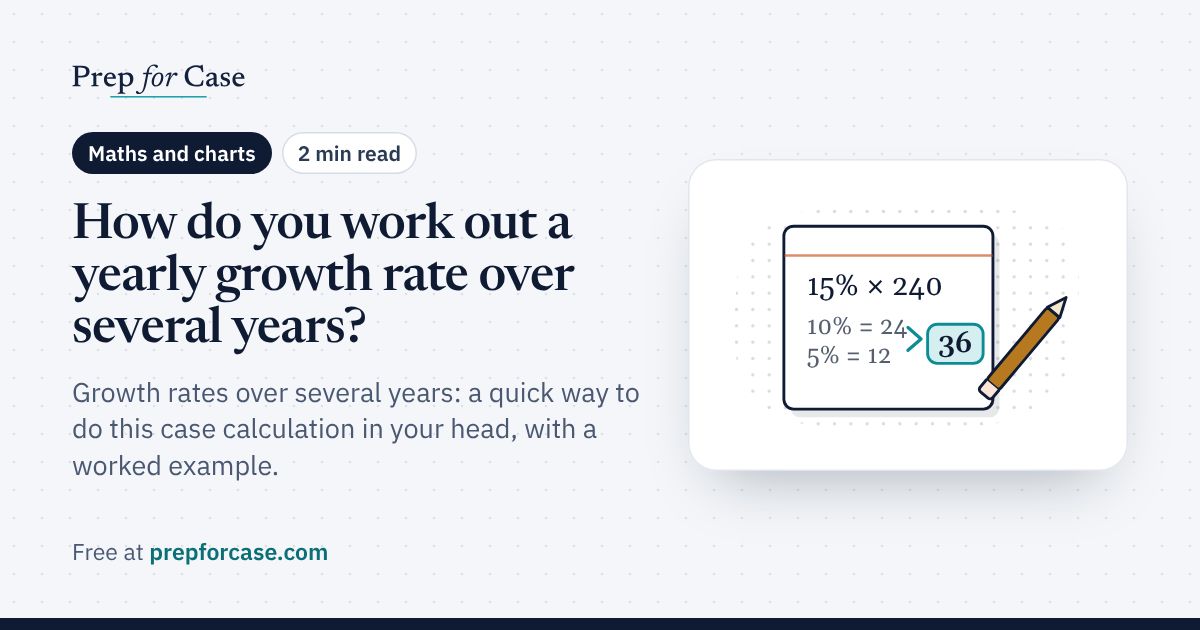 Prep for Case
Maths and charts
2 min read
How do you work out a
yearly growth rate over
several years?
Growth rates over several years: a quick way to
do this case calculation in your head, with a
worked example.
Free at prepforcase.com
15% × 240
10% = 24
5% = 12
36